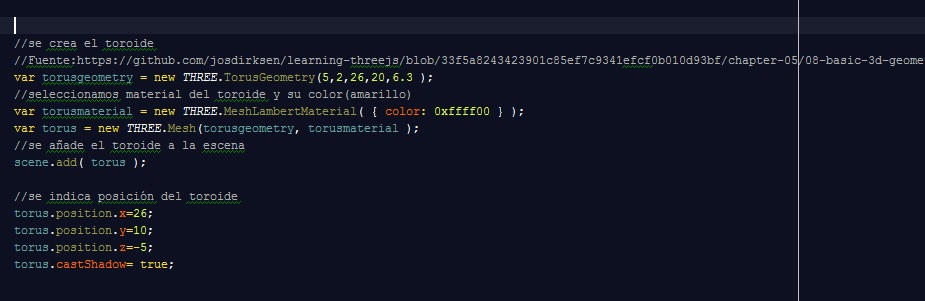 //se crea el toroide
//Fuente:https://github.com/josdirksen/learning-threejs/blob/33f5a8243423901c85ef7c9341efcf0b010d93bf/chapter-05/08-basic-3d-geome
var torusgeometry = new THREE.TorusGeometry(5,2,26,20,6.3 );
//seleccionamos material del toroide y su color(amarillo)
var torusmaterial = new THREE.MeshLambertMaterial( { color: 0xffff00 } );
var torus = new THREE.Mesh(torusgeometry, torusmaterial );
//se añade el toroide a la escena
scene.add( torus );
//se indica posición del toroide
torus.position.x=26;
torus.position.y=10;
torus.position.z=-5;
torus.castShadow= true;